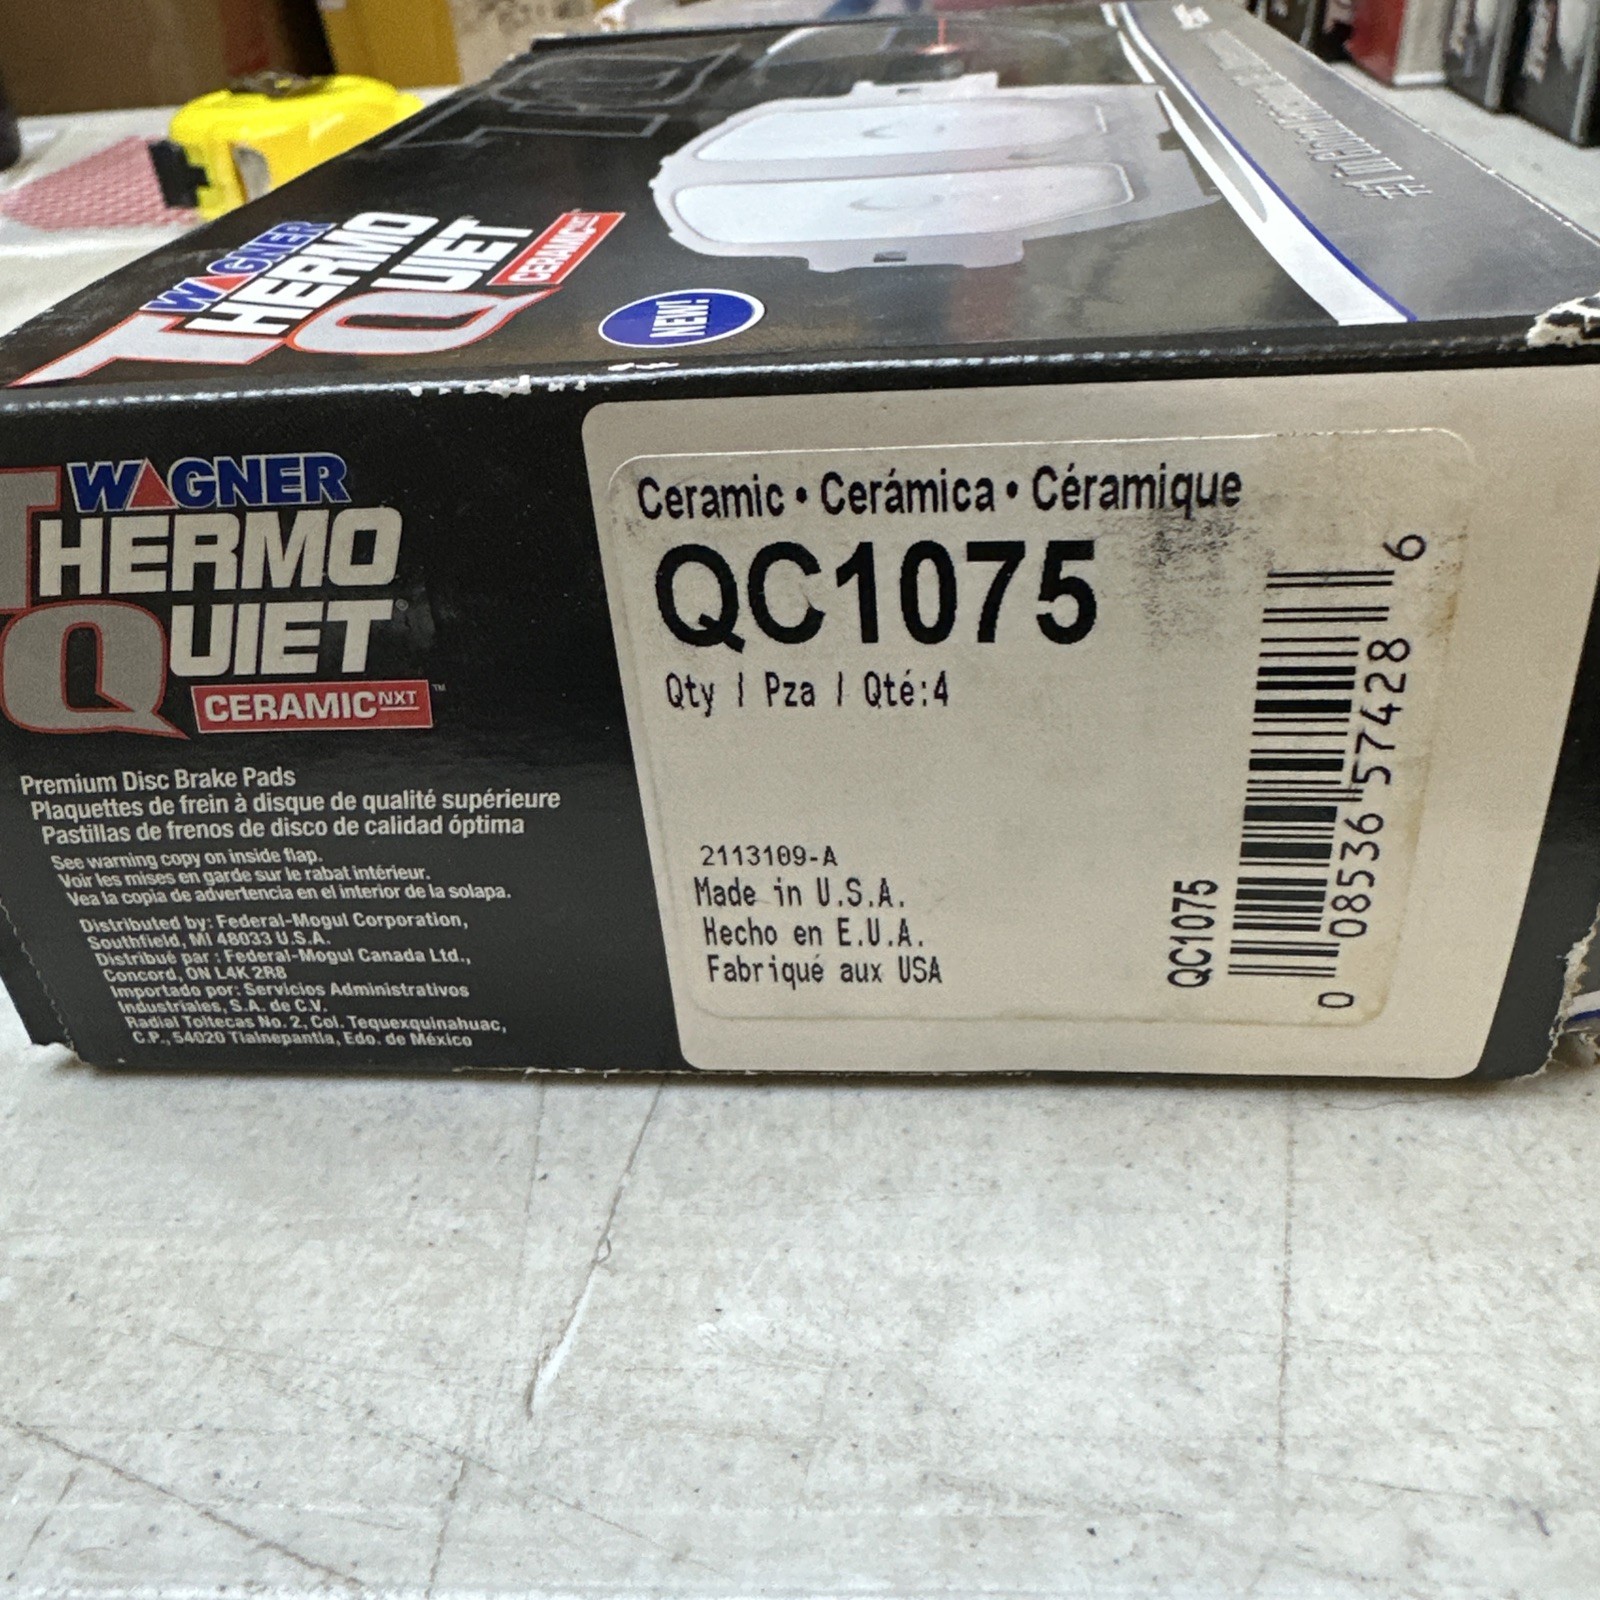 WAGNER
THERMO
QUIET
CERAMIC NXT
NEW!
WAGNER
THERMO
QUIET®
CERAMIC NXT™
Premium Disc Brake Pads
Plaquettes de frein à disque de qualité supérieure
Pastillas de frenos de disco de calidad óptima
See warning copy on inside flap.
Voir les mises en garde sur le rabat intérieur.
Vea la copia de advertencia en el interior de la solapa.
Distributed by: Federal-Mogul Corporation,
Southfield, MI 48033 U.S.A.
Distribué par : Federal-Mogul Canada Ltd.,
Concord, ON L4K 2R8
Importado por: Servicios Administrativos
Industriales, S.A. de C.V.
Radial Toltecas No. 2, Col. Tequexquinahuac,
C.P., 54020 Tlalnepantla, Edo. de México
Ceramic • Cerámica • Céramique
QC1075
Qty / Pza / Qté:4
2113109-A
Made in U.S.A.
Hecho en E.U.A.
Fabriqué aux USA
QC1075
0 08536 57428 6